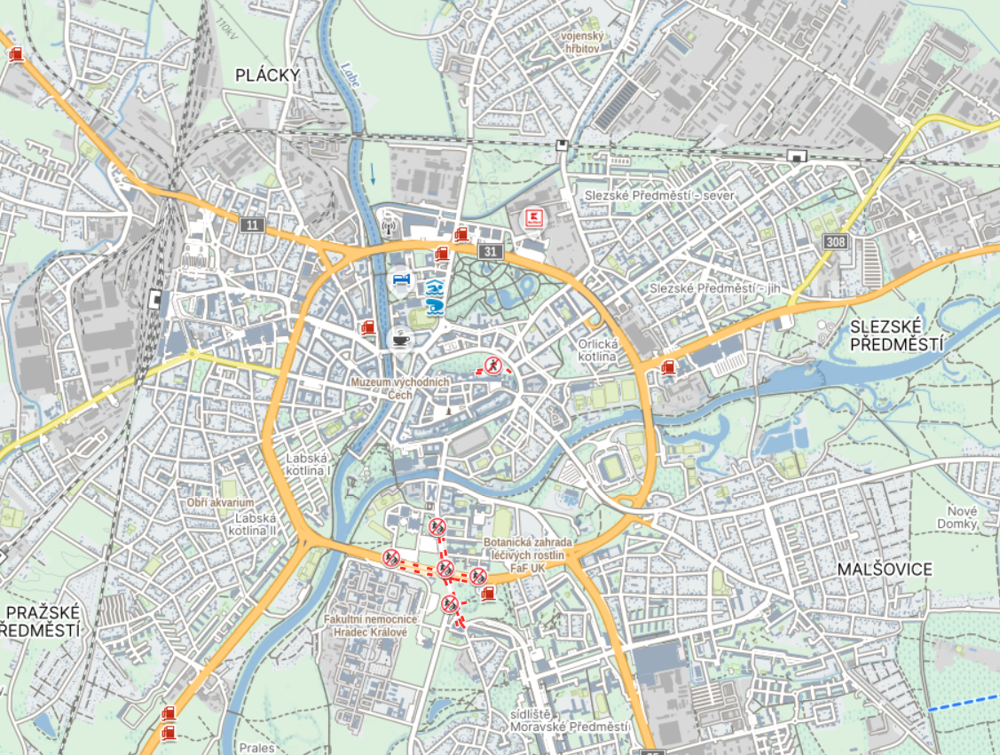 vojenský
hřbitov
110kV
PLÁCKY
Labe
Slezské Předměstí - sever
11
31
308
Slezské Předměstí - jih
SLEZSKÉ
PŘEDMĚSTÍ
Orlická
kotlina
Muzeum východních
Čech
Labská
kotlina I
Obří akvarium
Labská
kotlina II
Nové
Domky
Botanická zahrada
léčivých rostlin
FaF UK
MALŠOVICE
PRAŽSKÉ
ŘEDMĚSTÍ
Fakultní nemocnice
Hradec Králové
sídliště
Moravské Předměstí
Prales